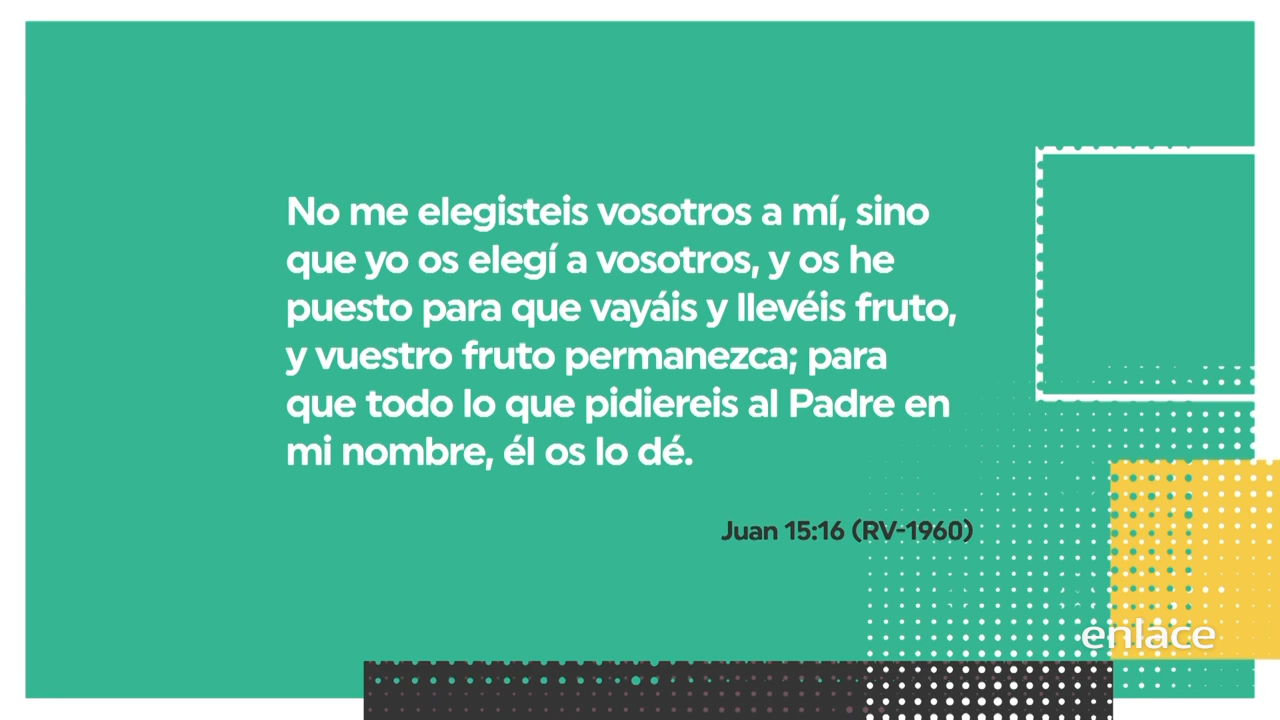 No me elegisteis vosotros a mí, sino
que yo os elegí a vosotros, y os he
puesto para que vayáis y llevéis fruto,
y vuestro fruto permanezca; para
que todo lo que pidiereis al Padre en
mi nombre, él os lo dé.
Juan 15:16 (RV-1960)
enlace